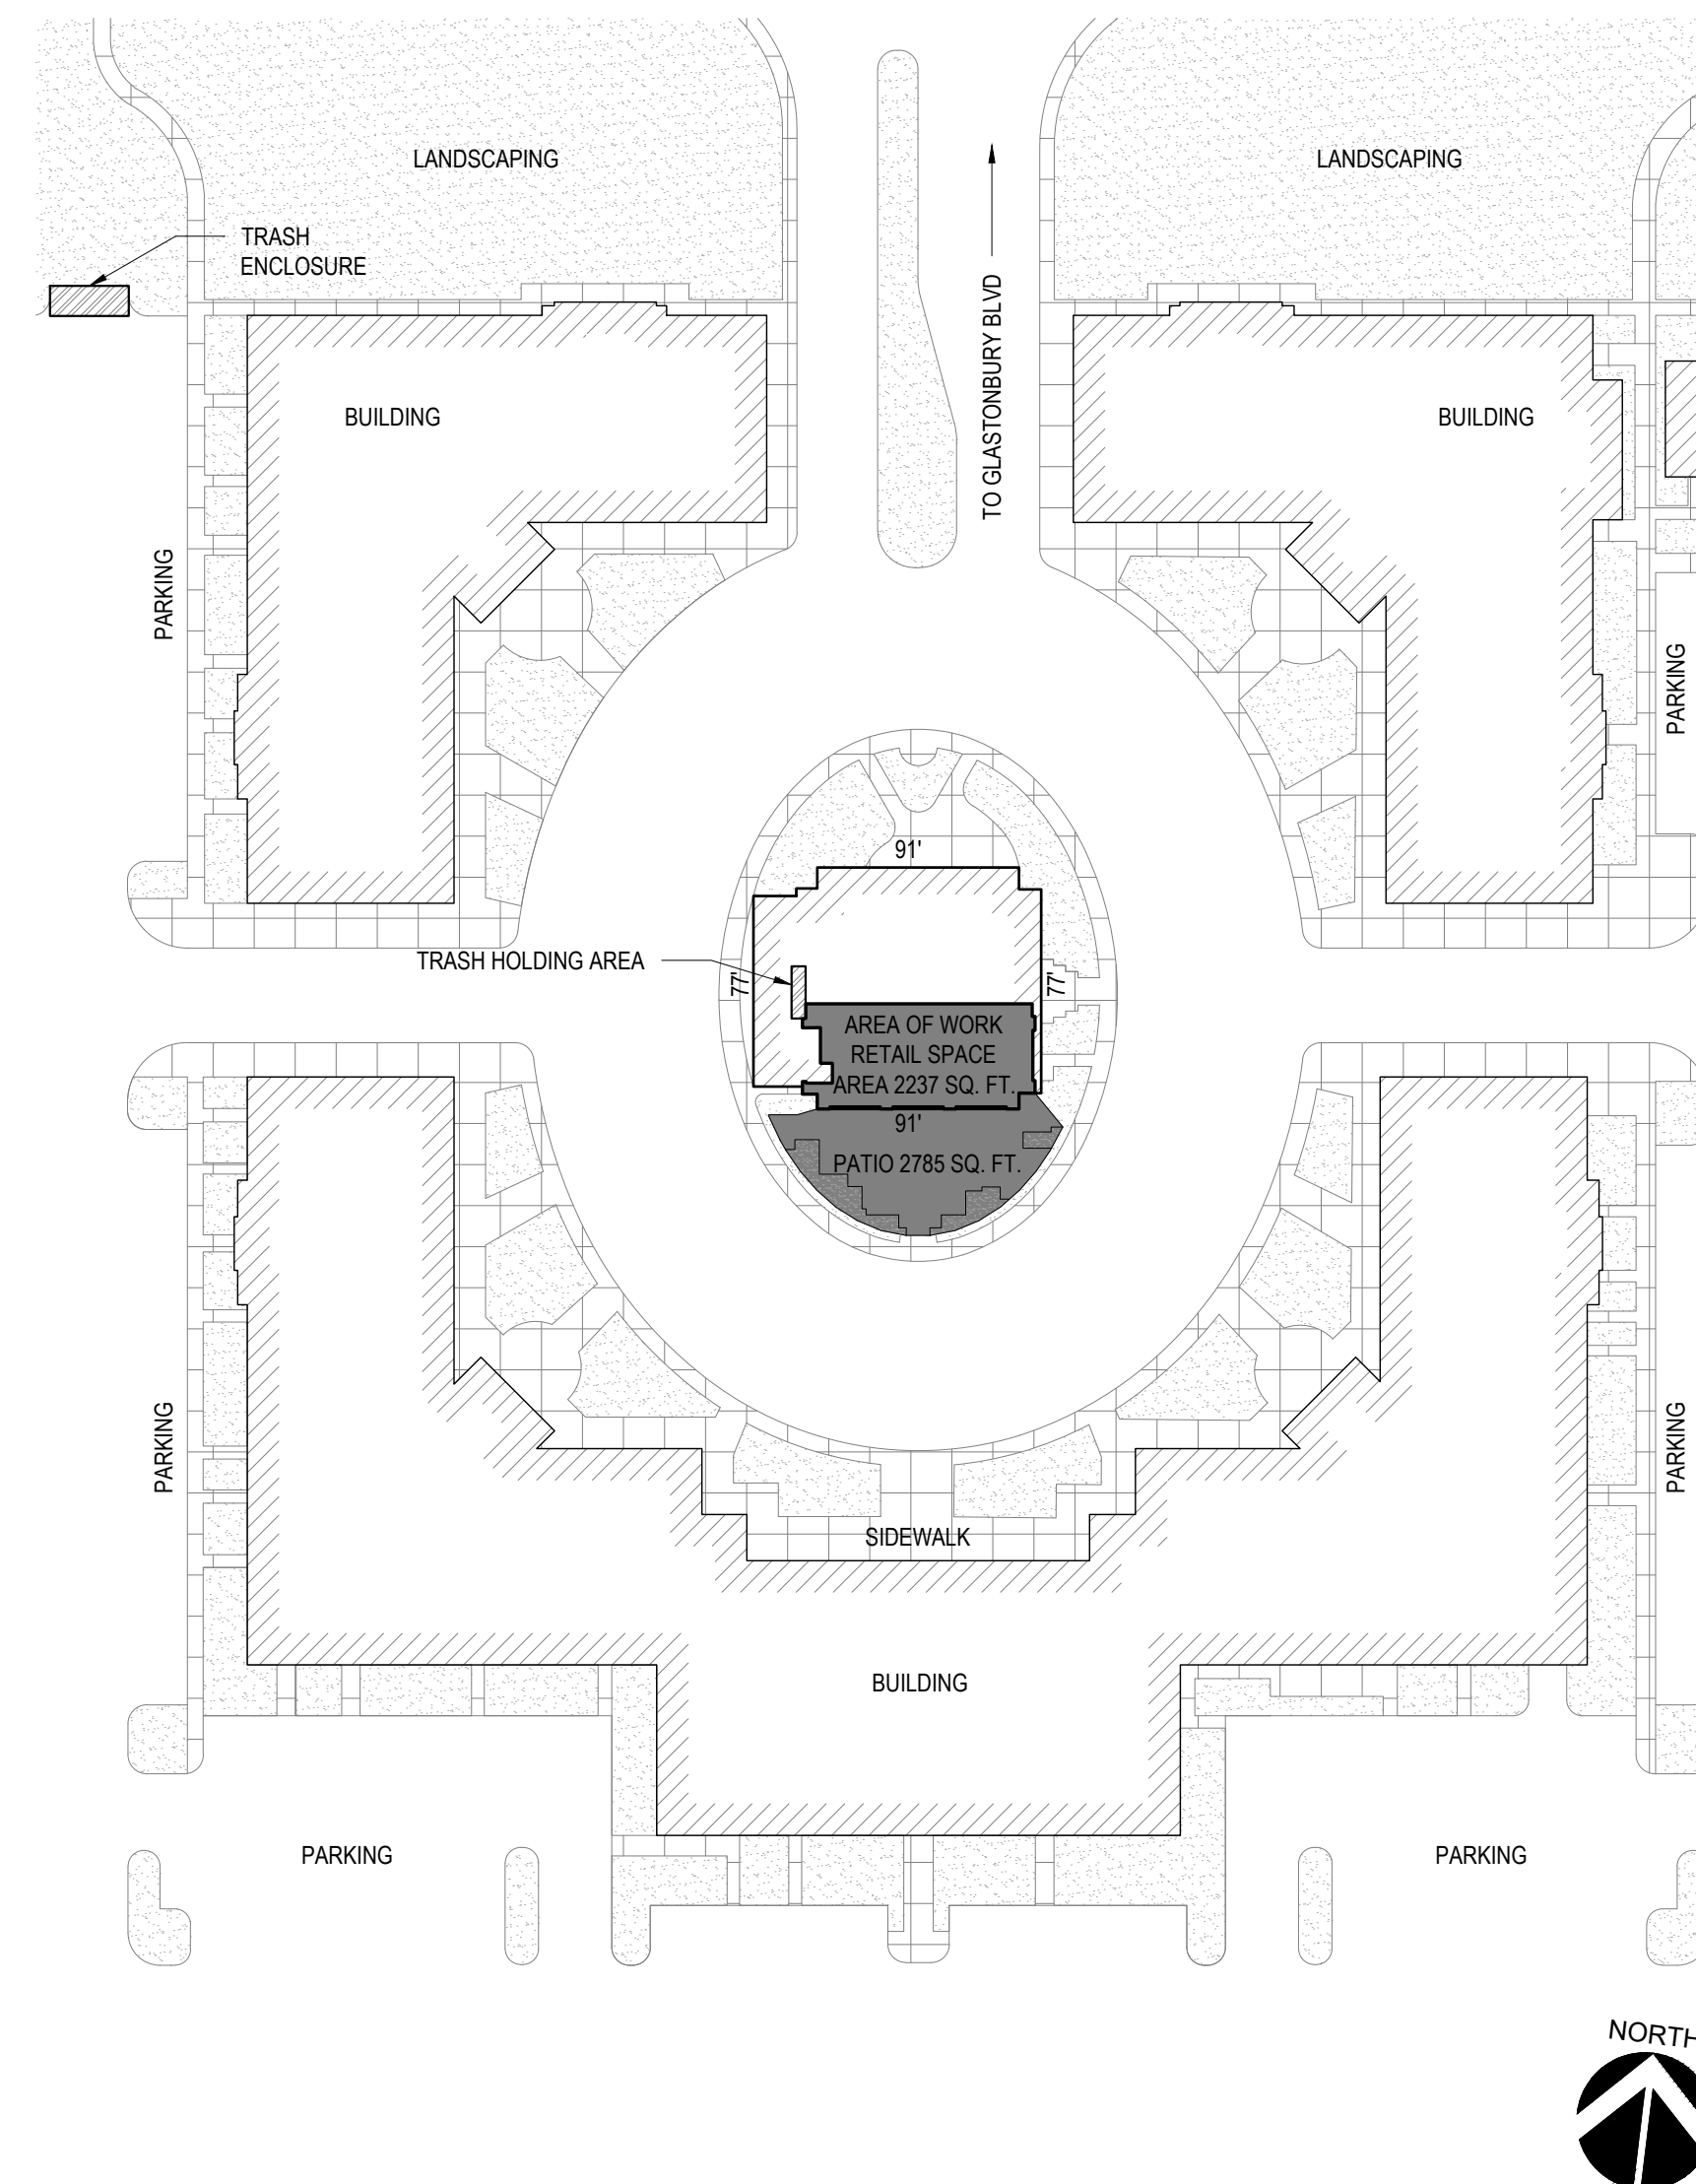 LANDSCAPING
LANDSCAPING
TRASH
ENCLOSURE
TO GLASTONBURY BLVD
BUILDING
BUILDING
PARKING
PARKING
91'
TRASH HOLDING AREA
77'
77'
AREA OF WORK
RETAIL SPACE
AREA 2237 SQ. FT.
91'
PATIO 2785 SQ. FT.
PARKING
PARKING
SIDEWALK
BUILDING
PARKING
PARKING
NORTH